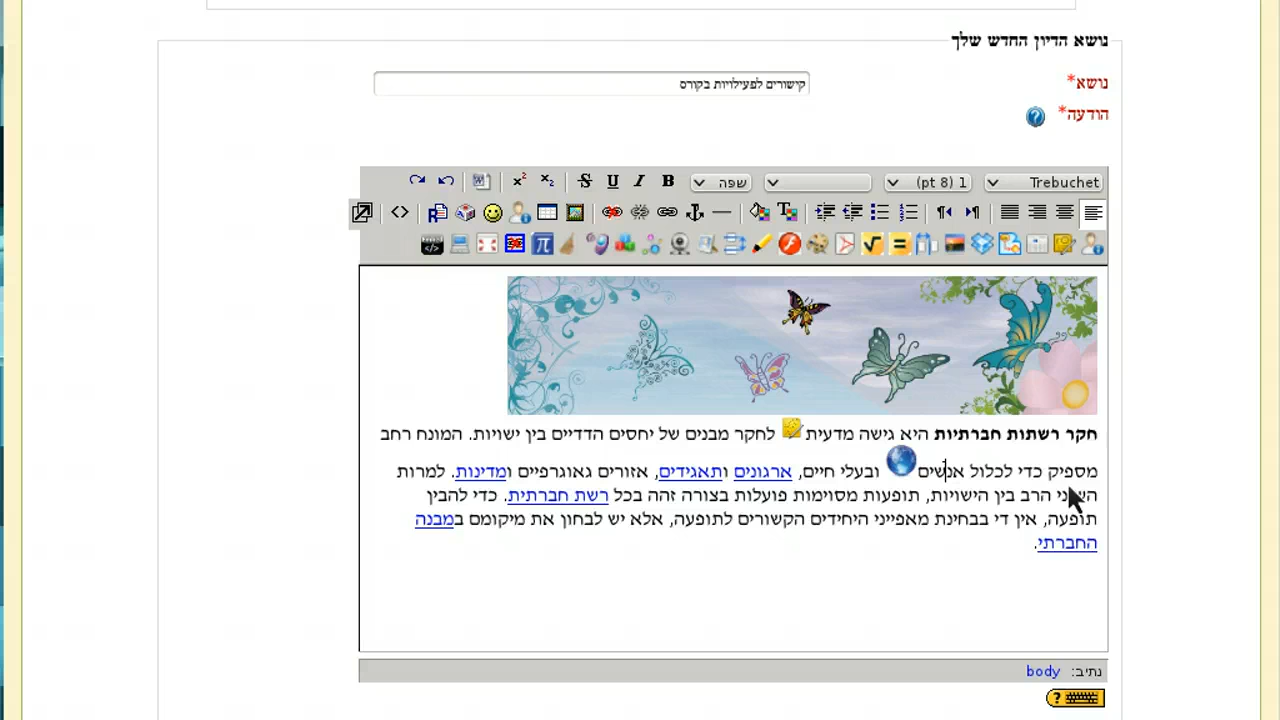 נושא הדיון החדש שלך
נושא*
קישורים לפעילויות בקורס
הודעה*
Trebuchet
1 (8 pt)
שפה
B I U S x₂ x²
חקר רשתות חברתיות היא גישה מדעית לחקר מבנים של יחסים הדדיים בין ישויות. המונח רחב
מספיק כדי לכלול אנשים ובעלי חיים, ארגונים ותאגידים, אזורים גאוגרפיים ומדינות. למרות
הרב בין הישויות, תופעות מסוימות פועלות בצורה זהה בכל רשת חברתית. כדי להבין
תופעה, אין די בבחינת מאפייני היחידים הקשורים לתופעה, אלא יש לבחון את מיקומם במבנה
החברתי.
נתיב: body